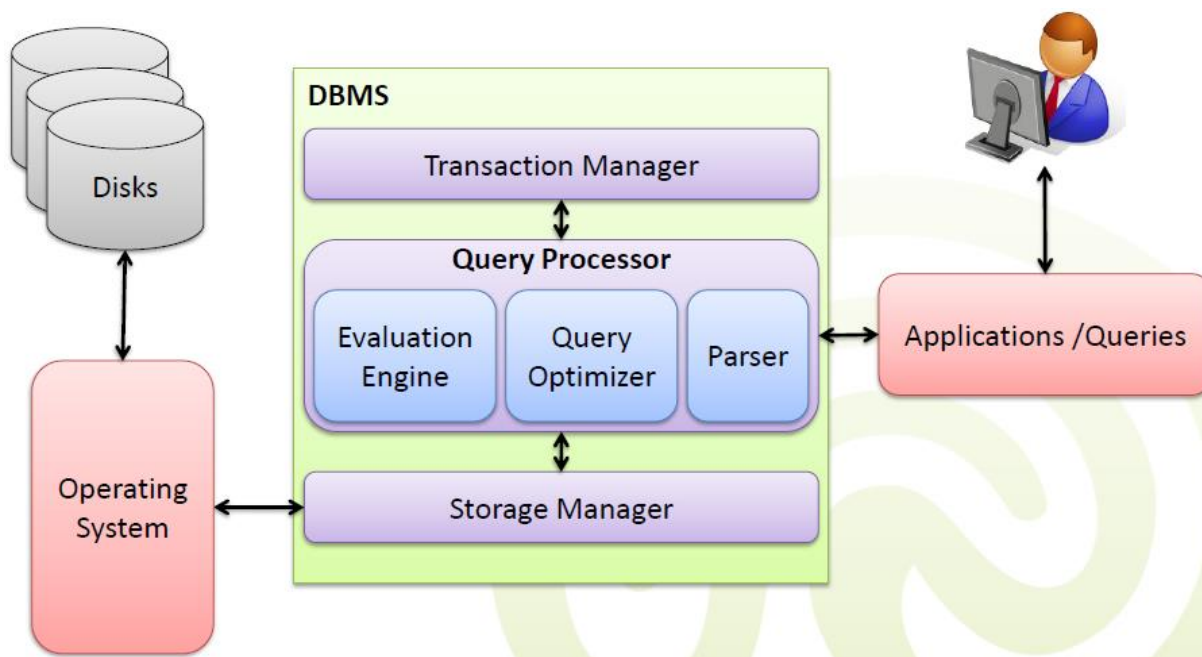 Disks
Operating
System
DBMS
Transaction Manager
Query Processor
Evaluation
Engine
Query
Optimizer
Parser
Storage Manager
Applications /Queries